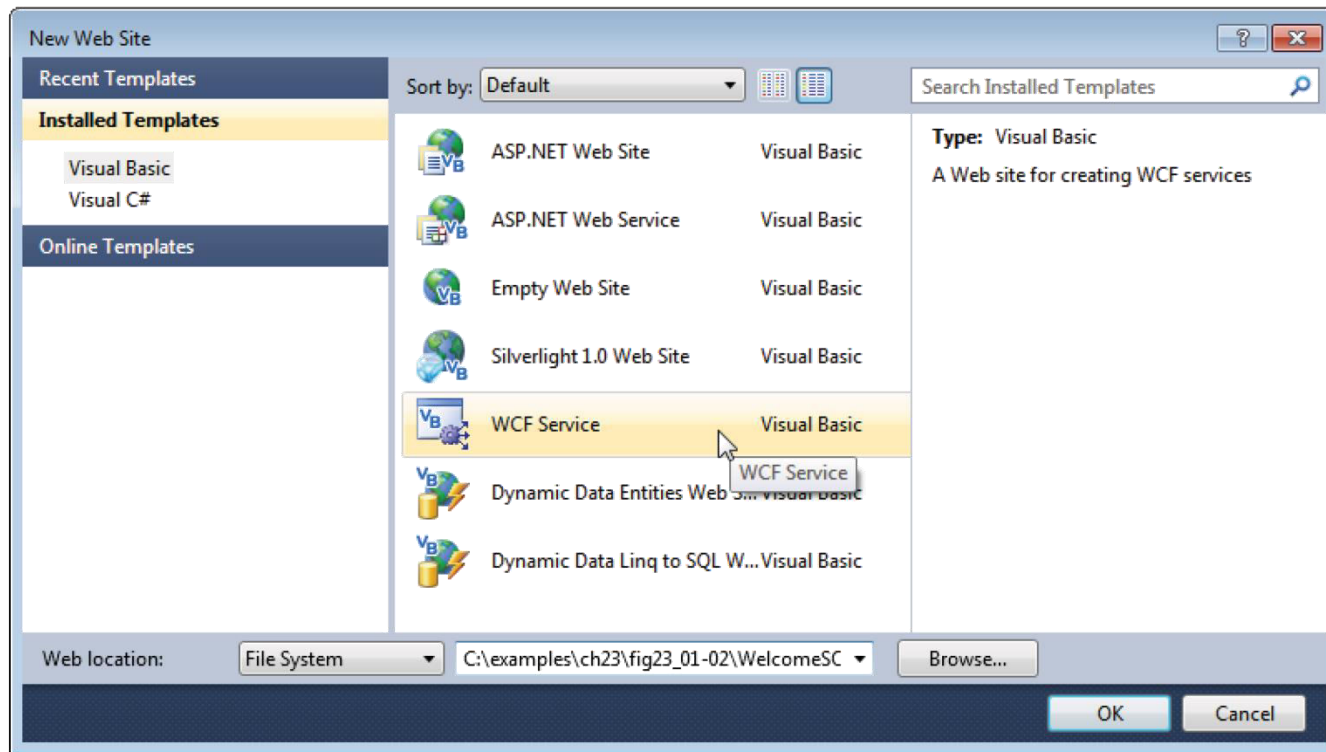 New Web Site
Recent Templates
Installed Templates
Visual Basic
Visual C#
Online Templates
Sort by: Default
Search Installed Templates
ASP.NET Web Site Visual Basic
ASP.NET Web Service Visual Basic
Empty Web Site Visual Basic
Silverlight 1.0 Web Site Visual Basic
WCF Service Visual Basic
WCF Service
Dynamic Data Entities Web S... Visual Basic
Dynamic Data Linq to SQL W... Visual Basic
Type: Visual Basic
A Web site for creating WCF services
Web location: File System C:\examples\ch23\fig23_01-02\WelcomeSC Browse...
OK Cancel